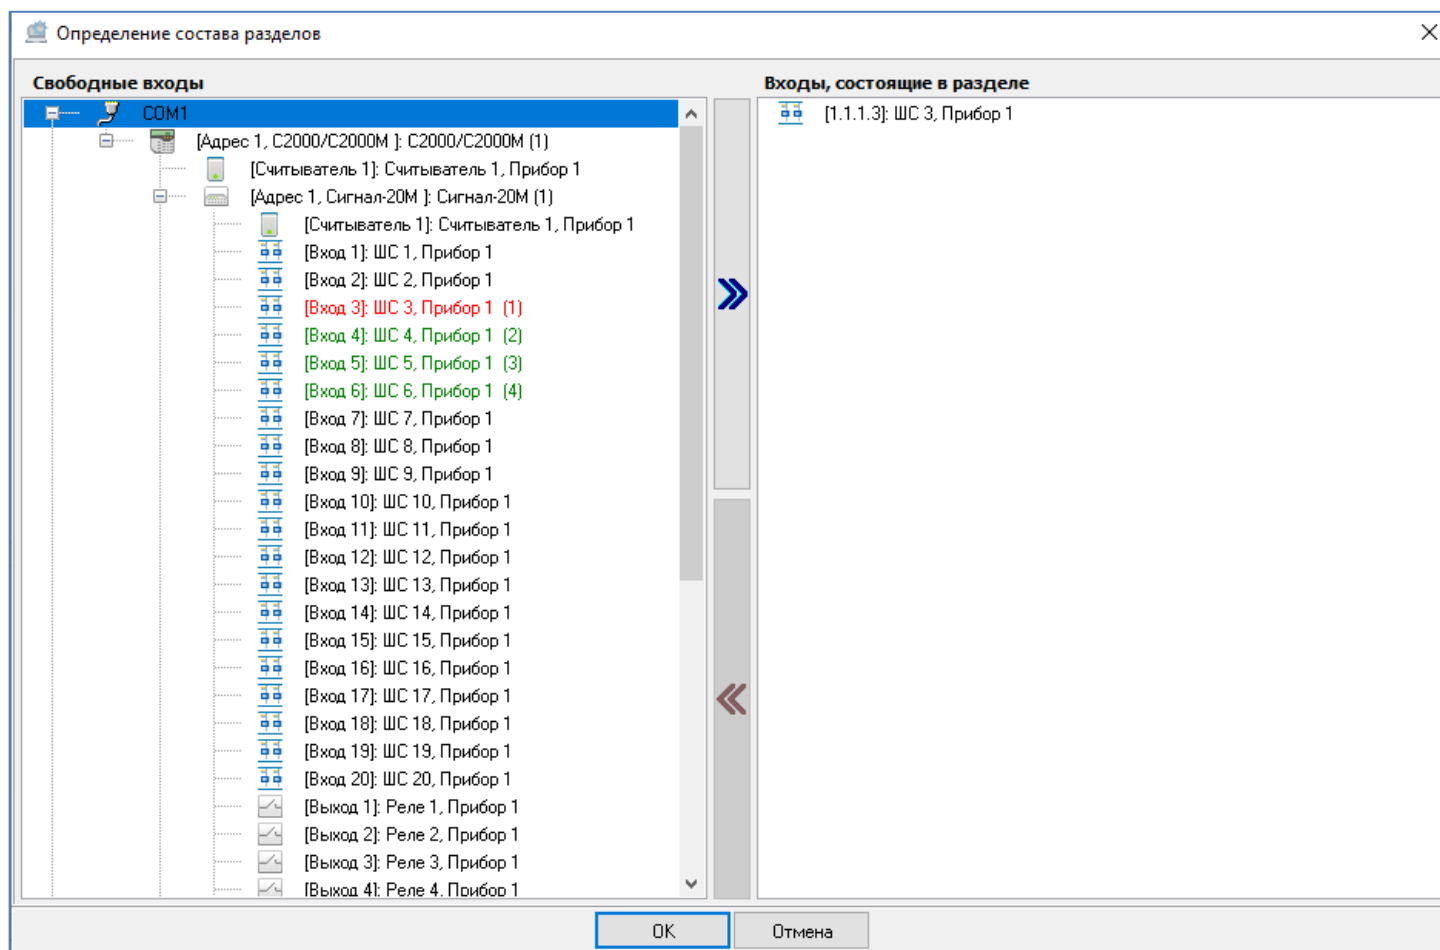 Определение состава разделов
Свободные входы
COM1
[Адрес 1, С2000/С2000М ]: С2000/С2000М (1)
[Считыватель 1]: Считыватель 1, Прибор 1
[Адрес 1, Сигнал-20М ]: Сигнал-20М (1)
[Считыватель 1]: Считыватель 1, Прибор 1
[Вход 1]: ШС 1, Прибор 1
[Вход 2]: ШС 2, Прибор 1
[Вход 3]: ШС 3, Прибор 1 (1)
[Вход 4]: ШС 4, Прибор 1 (2)
[Вход 5]: ШС 5, Прибор 1 (3)
[Вход 6]: ШС 6, Прибор 1 (4)
[Вход 7]: ШС 7, Прибор 1
[Вход 8]: ШС 8, Прибор 1
[Вход 9]: ШС 9, Прибор 1
[Вход 10]: ШС 10, Прибор 1
[Вход 11]: ШС 11, Прибор 1
[Вход 12]: ШС 12, Прибор 1
[Вход 13]: ШС 13, Прибор 1
[Вход 14]: ШС 14, Прибор 1
[Вход 15]: ШС 15, Прибор 1
[Вход 16]: ШС 16, Прибор 1
[Вход 17]: ШС 17, Прибор 1
[Вход 18]: ШС 18, Прибор 1
[Вход 19]: ШС 19, Прибор 1
[Вход 20]: ШС 20, Прибор 1
[Выход 1]: Реле 1, Прибор 1
[Выход 2]: Реле 2, Прибор 1
[Выход 3]: Реле 3, Прибор 1
[Выход 4]: Реле 4, Прибор 1
Входы, состоящие в разделе
[1.1.1.3]: ШС 3, Прибор 1
OK
Отмена